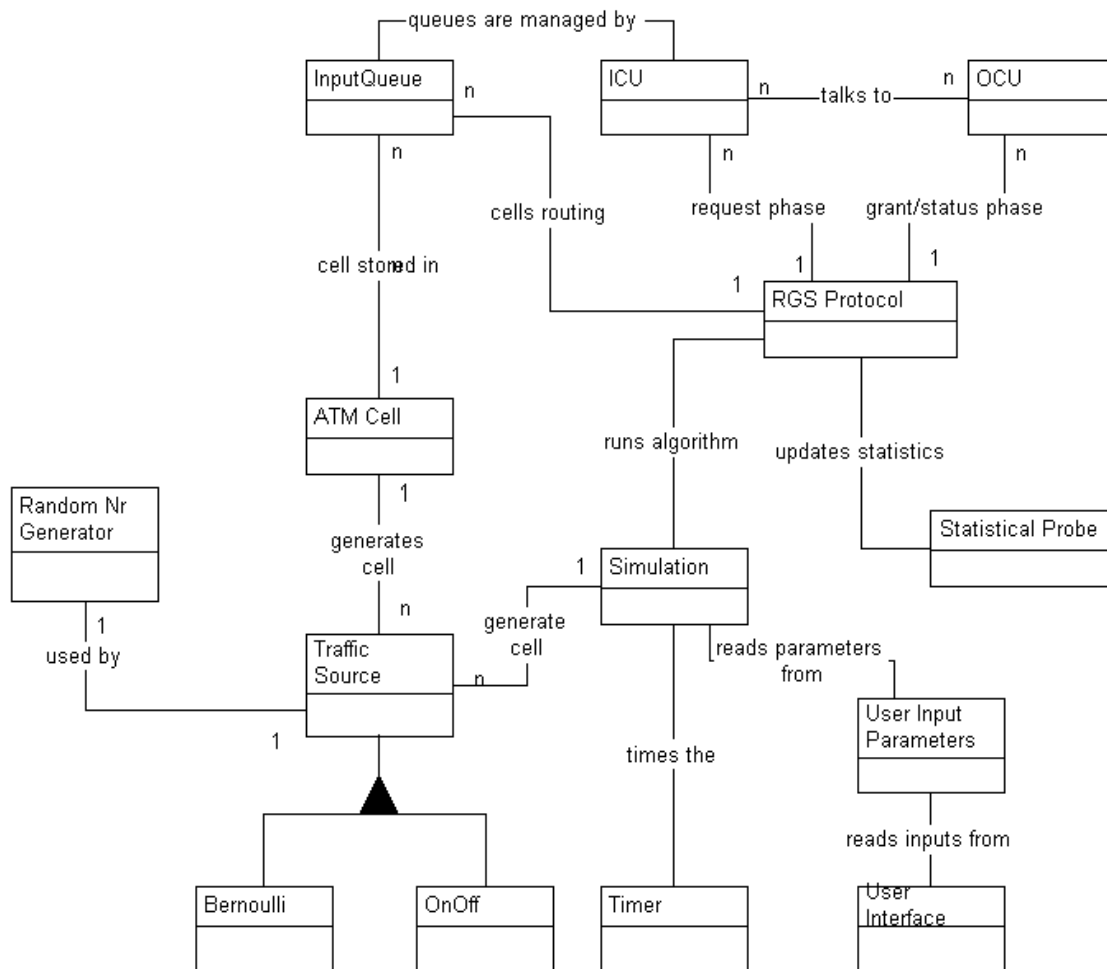 queues are managed by
InputQueue
ICU
OCU
n
n
talks to
n
n
n
n
cells routing
request phase
grant/status phase
cell stored in
1
1
1
RGS Protocol
1
ATM Cell
runs algorithm
updates statistics
1
Random Nr
Generator
generates
cell
Statistical Probe
1
Simulation
n
generate
cell
1
used by
Traffic
Source
n
reads parameters
from
1
User Input
Parameters
times the
reads inputs from
Bernoulli
OnOff
Timer
User
Interface